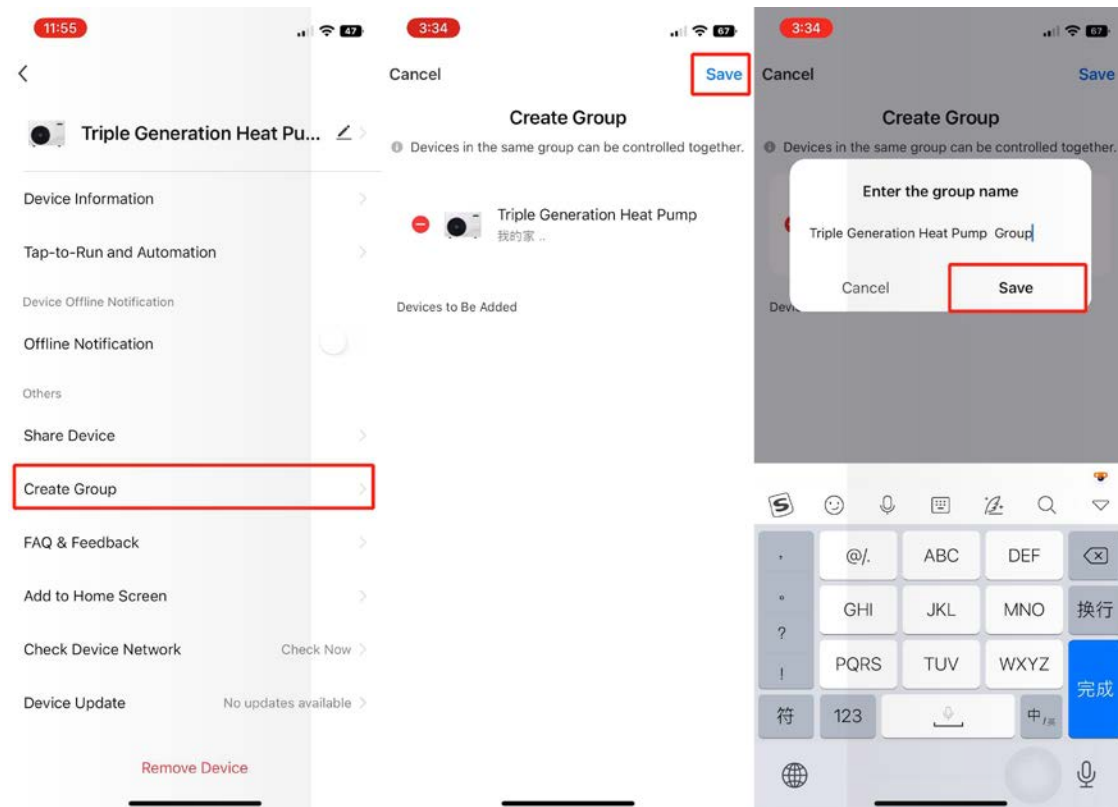 11:55
47
Triple Generation Heat Pu...
Device Information
Tap-to-Run and Automation
Device Offline Notification
Offline Notification
Others
Share Device
Create Group
FAQ & Feedback
Add to Home Screen
Check Device Network Check Now
Device Update No updates available
Remove Device
3:34
67
Cancel Save
Create Group
Devices in the same group can be controlled together.
Triple Generation Heat Pump
我的家 ..
Devices to Be Added
3:34
67
Cancel Save
Create Group
Devices in the same group can be controlled together.
Enter the group name
Triple Generation Heat Pump Group
Cancel Save
S
, @/. ABC DEF
。 GHI JKL MNO 换行
?
! PQRS TUV WXYZ 完成
符 123 中/英